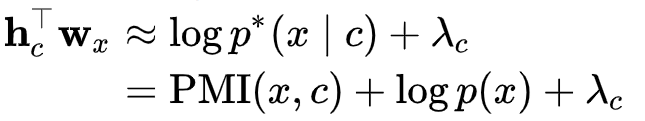 h_c^⊤ w_x ≈ log p*(x | c) + λ_c
= PMI(x, c) + log p(x) + λ_c